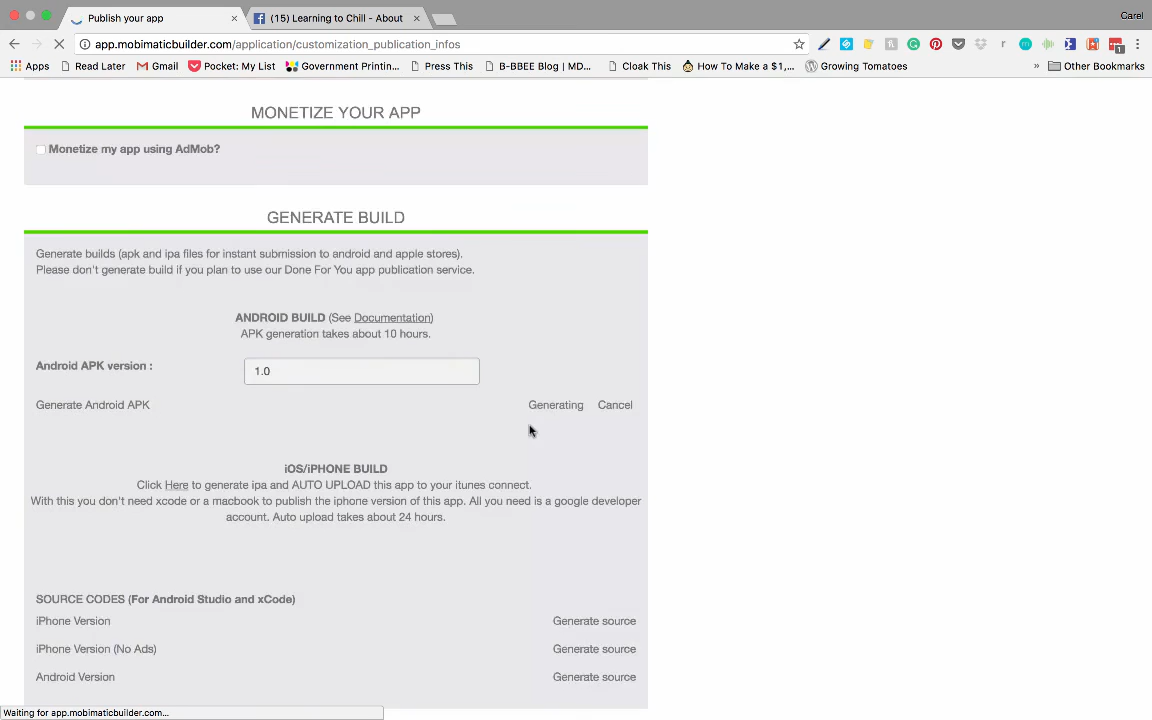 Publish your app
(15) Learning to Chill - About
Carel
app.mobimaticbuilder.com/application/customization_publication_infos
Apps
Read Later
Gmail
Pocket: My List
Government Printin...
Press This
B-BBEE Blog | MD...
Cloak This
How To Make a $1,...
Growing Tomatoes
»
Other Bookmarks
MONETIZE YOUR APP
Monetize my app using AdMob?
GENERATE BUILD
Generate builds (apk and ipa files for instant submission to android and apple stores).
Please don't generate build if you plan to use our Done For You app publication service.
ANDROID BUILD (See Documentation)
APK generation takes about 10 hours.
Android APK version :
1.0
Generate Android APK
Generating
Cancel
iOS/iPHONE BUILD
Click Here to generate ipa and AUTO UPLOAD this app to your itunes connect.
With this you don't need xcode or a macbook to publish the iphone version of this app. All you need is a google developer
account. Auto upload takes about 24 hours.
SOURCE CODES (For Android Studio and xCode)
iPhone Version
Generate source
iPhone Version (No Ads)
Generate source
Android Version
Generate source
Waiting for app.mobimaticbuilder.com...